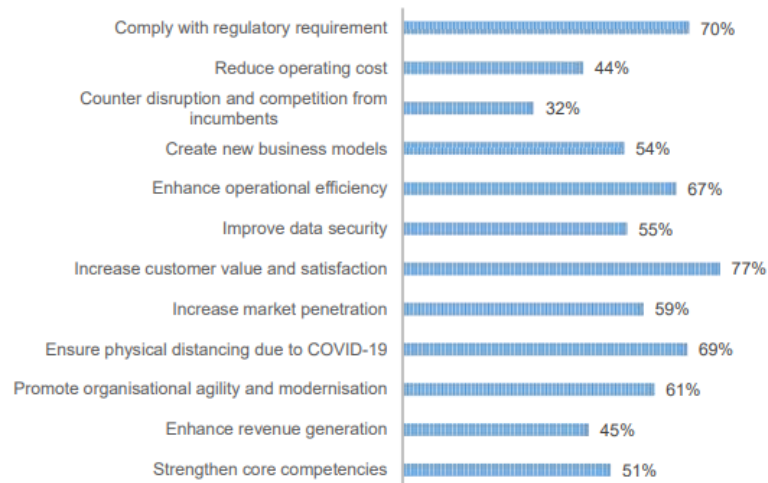 Comply with regulatory requirement 70%
Reduce operating cost 44%
Counter disruption and competition from
incumbents 32%
Create new business models 54%
Enhance operational efficiency 67%
Improve data security 55%
Increase customer value and satisfaction 77%
Increase market penetration 59%
Ensure physical distancing due to COVID-19 69%
Promote organisational agility and modernisation 61%
Enhance revenue generation 45%
Strengthen core competencies 51%